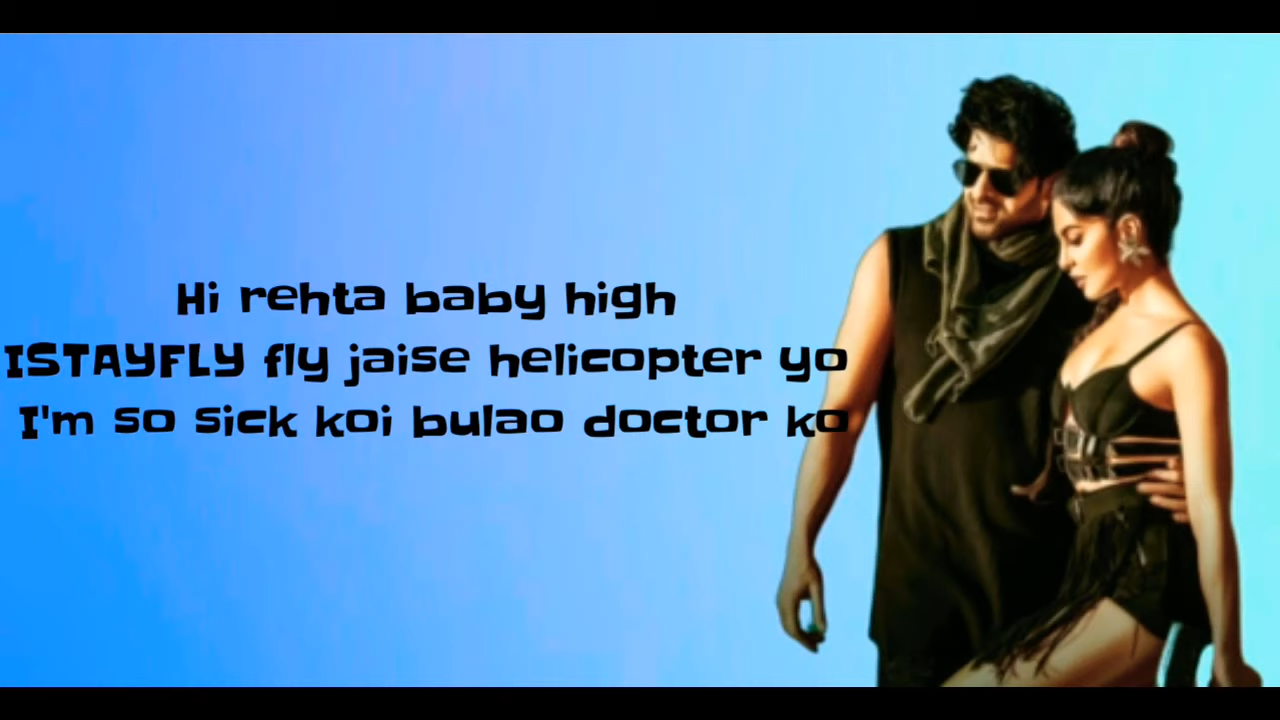 Hi rehta baby high
ISTAYFLY fly jaise helicopter yo
I'm so sick koi bulao doctor ko